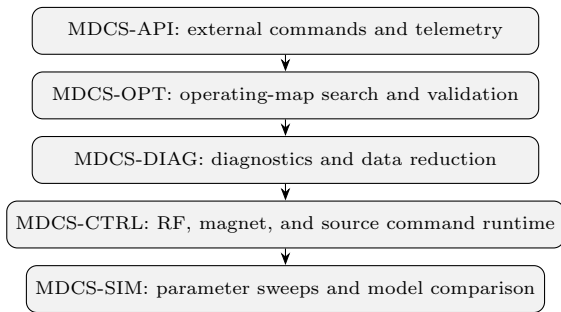 MDCS-API: external commands and telemetry
MDCS-OPT: operating-map search and validation
MDCS-DIAG: diagnostics and data reduction
MDCS-CTRL: RF, magnet, and source command runtime
MDCS-SIM: parameter sweeps and model comparison